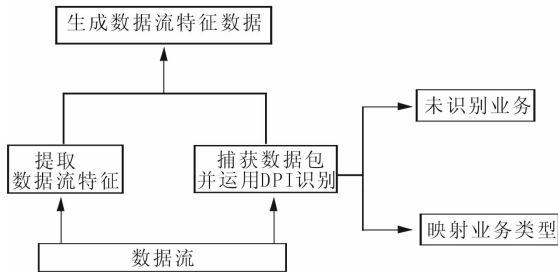 生成数据流特征数据
未识别业务
提取
数据流特征
捕获数据包
并运用DPI识别
映射业务类型
数据流